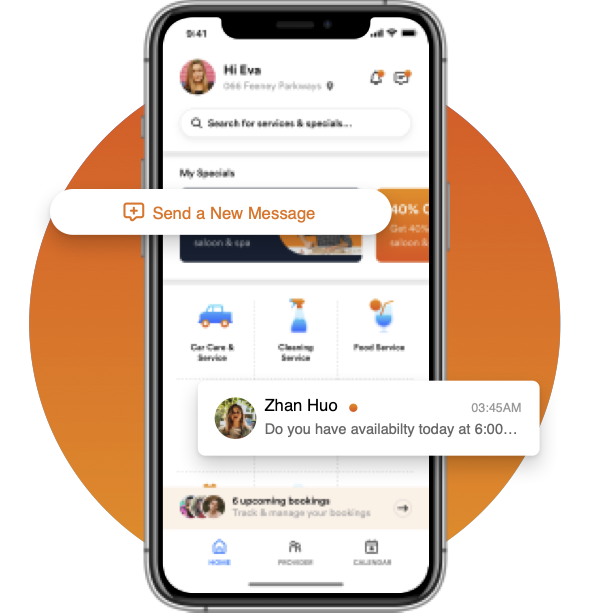 9:41
Hi Eva
066 Feeney Parkways
Search for services & specials...
My Specials
Send a New Message
40%
Get 40%
saloon & spa
saloon &
Car Care &
Service
Cleaning
Service
Food Service
Zhan Huo
03:45AM
Do you have availabilty today at 6:00…
6 upcoming bookings
Track & manage your bookings
HOME
PROVIDER
CALENDAR